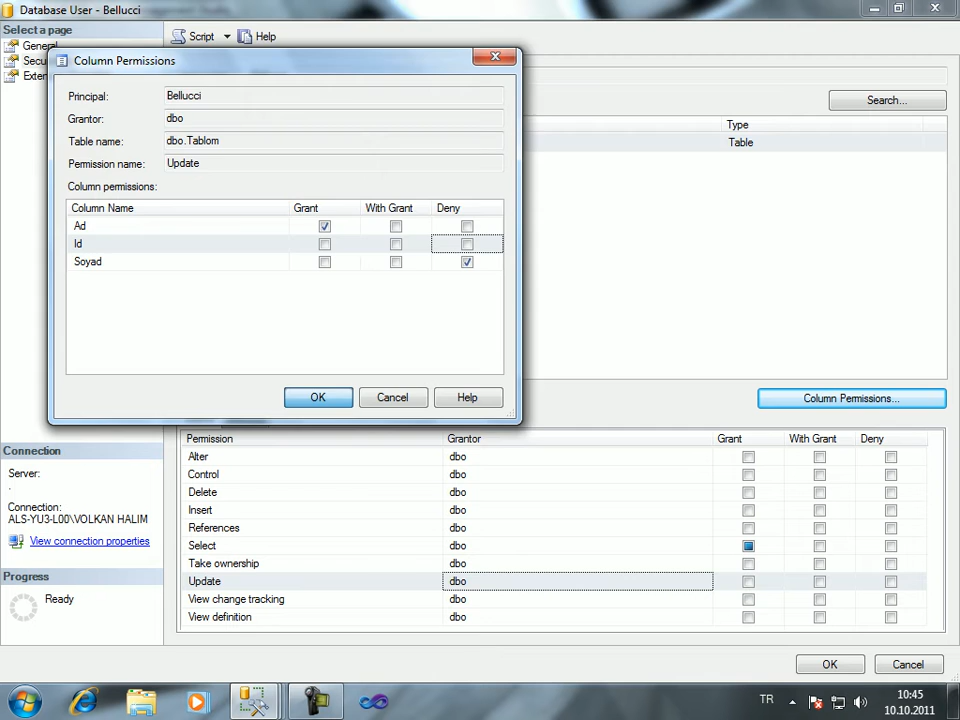 Database User - Bellucci
Select a page
General
Secu
Exten
Script
Help
Column Permissions
Principal:
Bellucci
Grantor:
dbo
Table name:
dbo.Tablom
Permission name:
Update
Column permissions:
Column Name
Grant
With Grant
Deny
Ad
Id
Soyad
OK
Cancel
Help
Search...
Type
Table
Column Permissions...
Permission
Grantor
Grant
With Grant
Deny
Alter
dbo
Control
dbo
Delete
dbo
Insert
dbo
References
dbo
Select
dbo
Take ownership
dbo
Update
dbo
View change tracking
dbo
View definition
dbo
Connection
Server:
.
Connection:
ALS-YU3-L00\VOLKAN HALIM
View connection properties
Progress
Ready
OK
Cancel
TR
10:45
10.10.2011